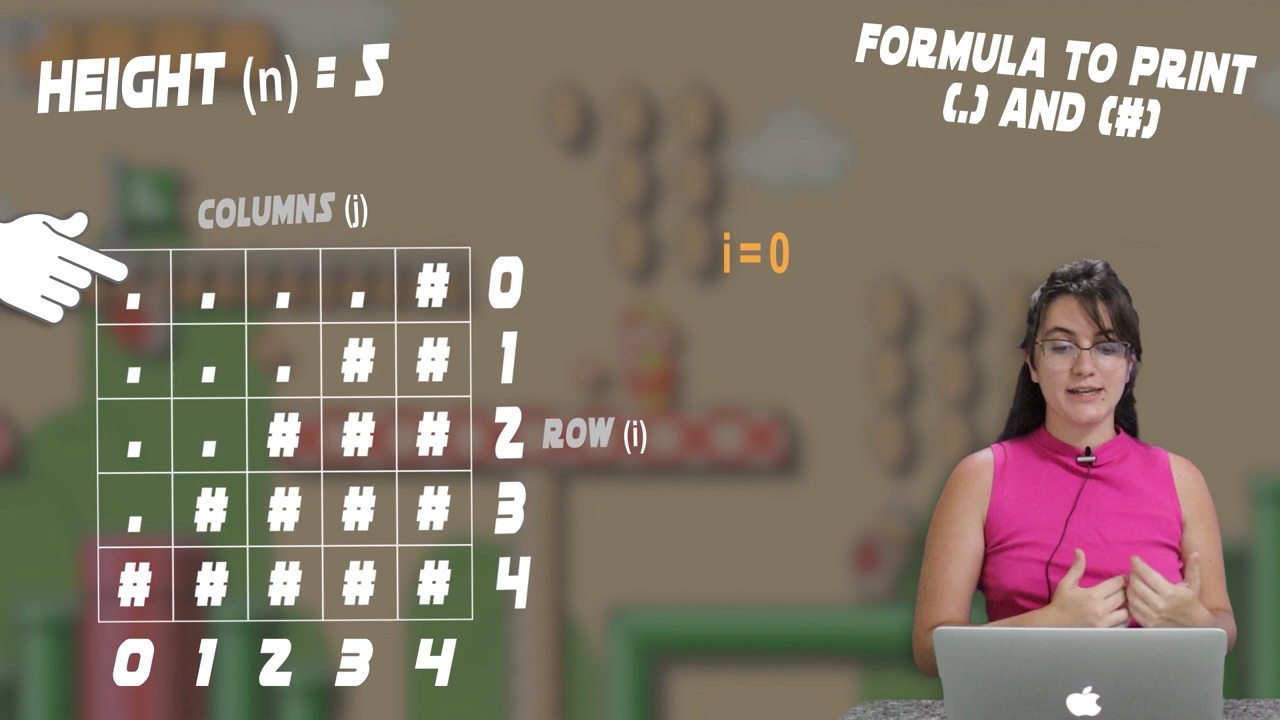 HEIGHT (n) = 5
FORMULA TO PRINT
(.) AND (#)
COLUMNS (j)
i = 0
. . . . # 0
. . . # # 1
. . # # # 2
ROW (i)
. # # # # 3
# # # # # 4
0 1 2 3 4